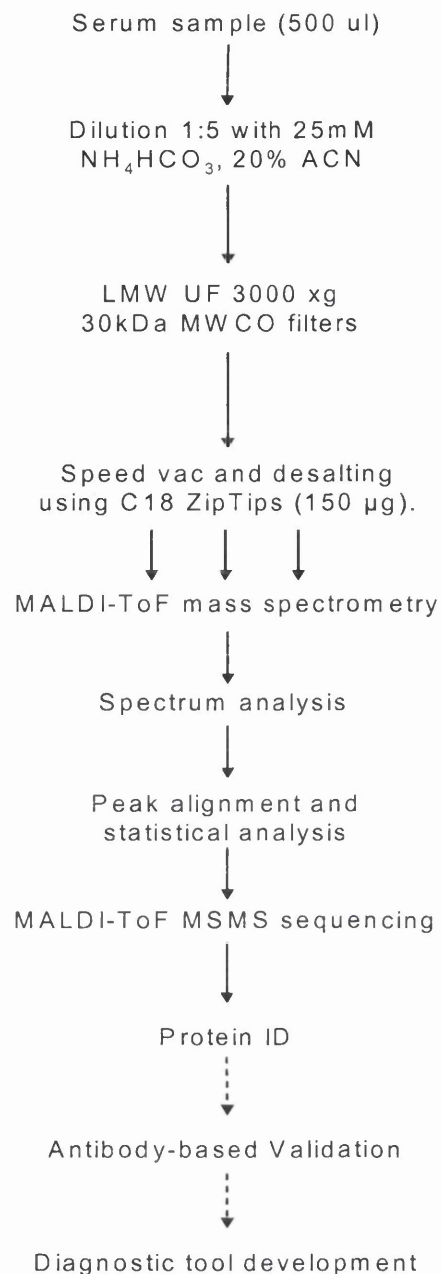 Serum sample (500 ul)
Dilution 1:5 with 25mM
NH₄HCO₃, 20% ACN
LMW UF 3000 xg
30kDa MWCO filters
Speed vac and desalting
using C18 ZipTips (150 µg).
MALDI-ToF mass spectrometry
Spectrum analysis
Peak alignment and
statistical analysis
MALDI-ToF MSMS sequencing
Protein ID
Antibody-based Validation
Diagnostic tool development